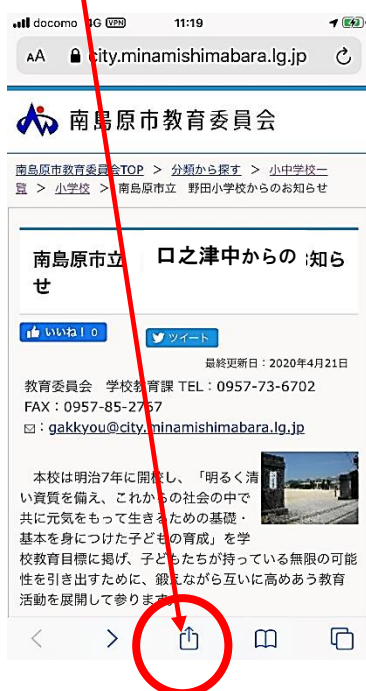 docomo 4G VPN 11:19
AA city.minamishimabara.lg.jp
南島原市教育委員会
南島原市教育委員会TOP > 分類から探す > 小中学校一
覧 > 小学校 > 南島原市立 野田小学校からのお知らせ
南島原市立 口之津中からの 知ら
せ
いいね! 0 ツイート
最終更新日:2020年4月21日
教育委員会 学校教育課 TEL:0957-73-6702
FAX:0957-85-2767
✉:gakkyou@city.minamishimabara.lg.jp
本校は明治7年に開校し、「明るく清
い資質を備え、これからの社会の中で
共に元気をもって生きるための基礎・
基本を身につけた子どもの育成」を学
校教育目標に掲げ、子どもたちが持っている無限の可能
性を引き出すために、鍛えながら互いに高めあう教育
活動を展開して参ります。